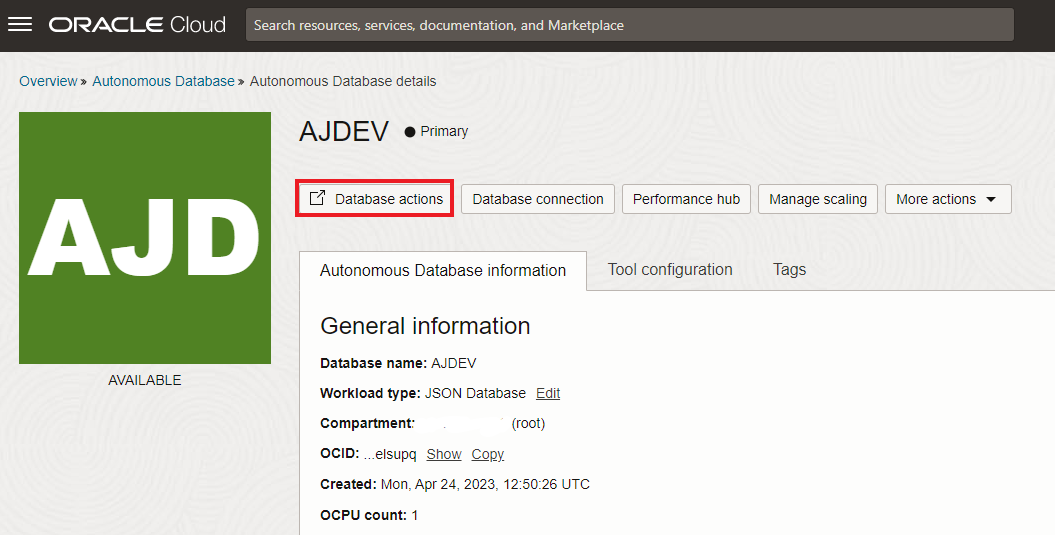 ORACLE Cloud
Search resources, services, documentation, and Marketplace
Overview » Autonomous Database » Autonomous Database details
AJD
AVAILABLE
AJDEV
Primary
Database actions
Database connection
Performance hub
Manage scaling
More actions
Autonomous Database information
Tool configuration
Tags
General information
Database name: AJDEV
Workload type: JSON Database Edit
Compartment: (root)
OCID: ...elsupq Show Copy
Created: Mon, Apr 24, 2023, 12:50:26 UTC
OCPU count: 1